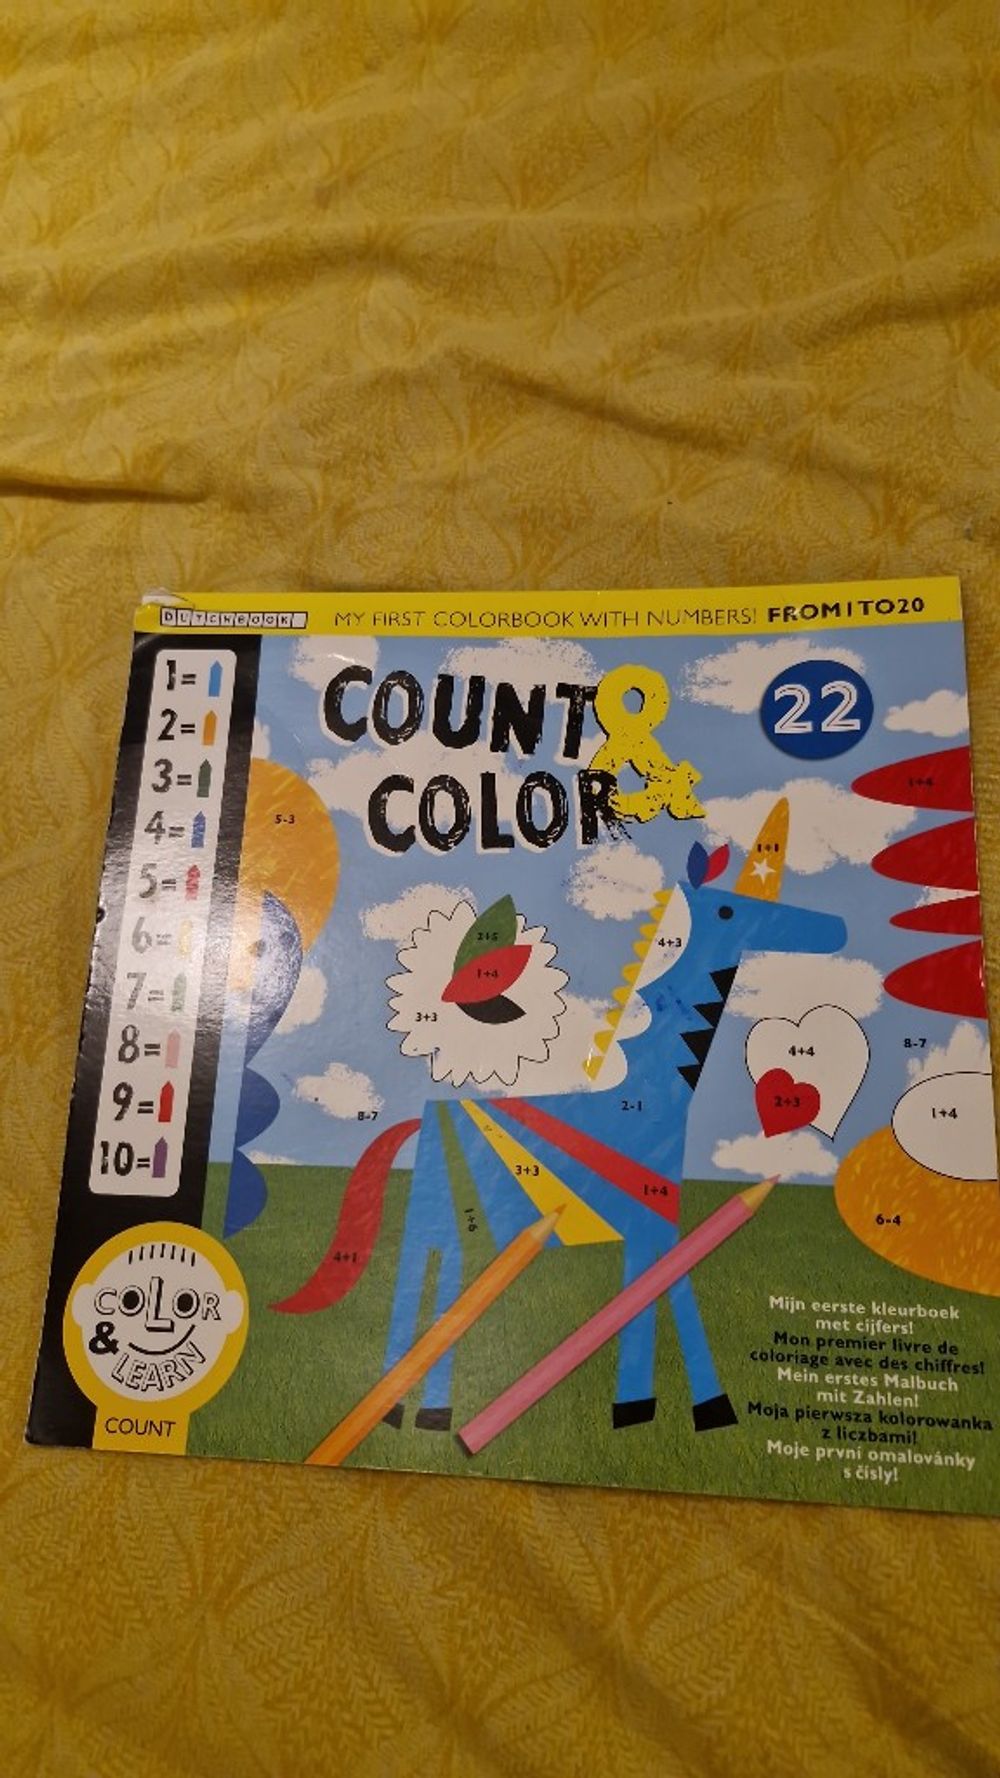 DUTCHBOOK
MY FIRST COLORBOOK WITH NUMBERS! FROM 1 TO 20
1=
2=
3=
4=
5=
6=
7=
8=
9=
10=
COUNT &
COLOR
22
5-3
1+4
1+1
4+3
2+5
1+4
3+3
8-7
4+4
2+3
8-7
1+4
2-1
3+3
1+4
1+6
4+1
6-4
COLOR
&
LEARN
COUNT
Mijn eerste kleurboek
met cijfers!
Mon premier livre de
coloriage avec des chiffres!
Mein erstes Malbuch
mit Zahlen!
Moja pierwsza kolorowanka
z liczbami!
Moje první omalovánky
s čísly!